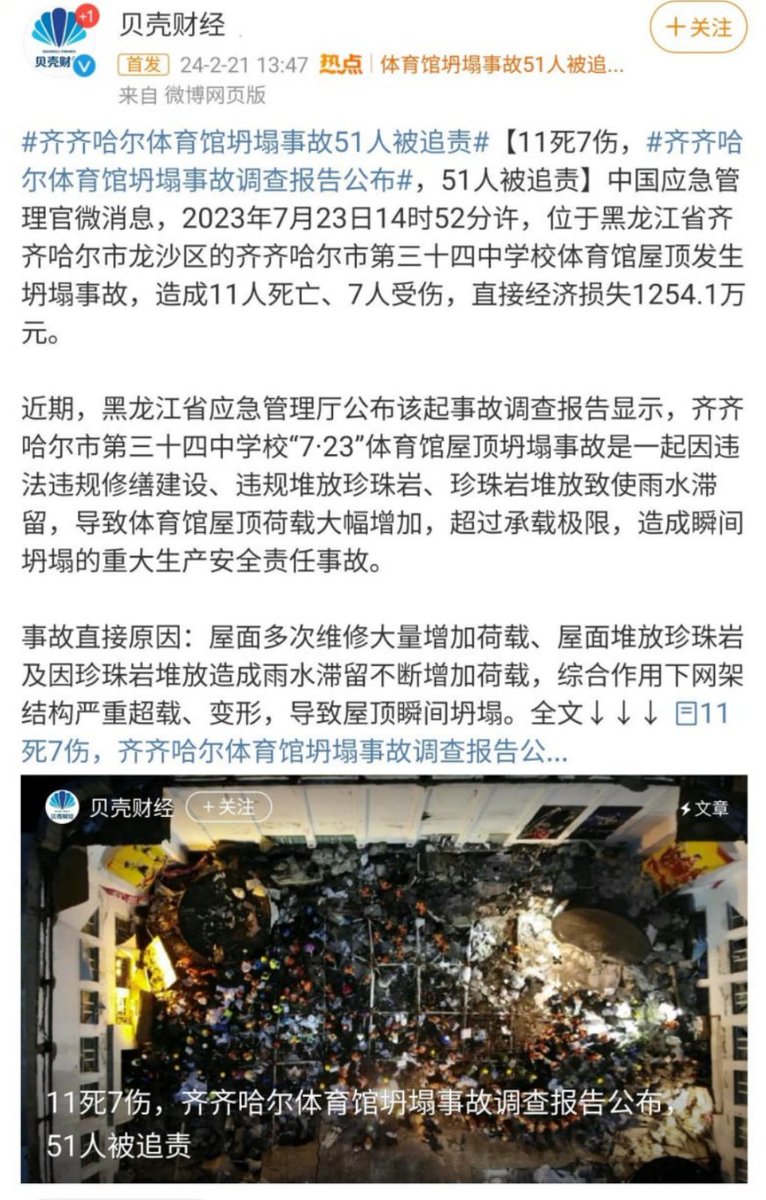 +1
贝壳财经
贝壳财
+关注
首发 24-2-21 13:47 热点 | 体育馆坍塌事故51人被追...
来自 微博网页版
#齐齐哈尔体育馆坍塌事故51人被追责#【11死7伤，#齐齐哈
尔体育馆坍塌事故调查报告公布#，51人被追责】中国应急管
理官微消息，2023年7月23日14时52分许，位于黑龙江省齐
齐哈尔市龙沙区的齐齐哈尔市第三十四中学校体育馆屋顶发生
坍塌事故，造成11人死亡、7人受伤，直接经济损失1254.1万
元。
近期，黑龙江省应急管理厅公布该起事故调查报告显示，齐齐
哈尔市第三十四中学校“7·23”体育馆屋顶坍塌事故是一起因违
法违规修缮建设、违规堆放珍珠岩、珍珠岩堆放致使雨水滞
留，导致体育馆屋顶荷载大幅增加，超过承载极限，造成瞬间
坍塌的重大生产安全责任事故。
事故直接原因：屋面多次维修大量增加荷载、屋面堆放珍珠岩
及因珍珠岩堆放造成雨水滞留不断增加荷载，综合作用下网架
结构严重超载、变形，导致屋顶瞬间坍塌。全文↓↓↓ 11
死7伤，齐齐哈尔体育馆坍塌事故调查报告公...
贝壳财经 +关注
文章
11死7伤，齐齐哈尔体育馆坍塌事故调查报告公布，
51人被追责